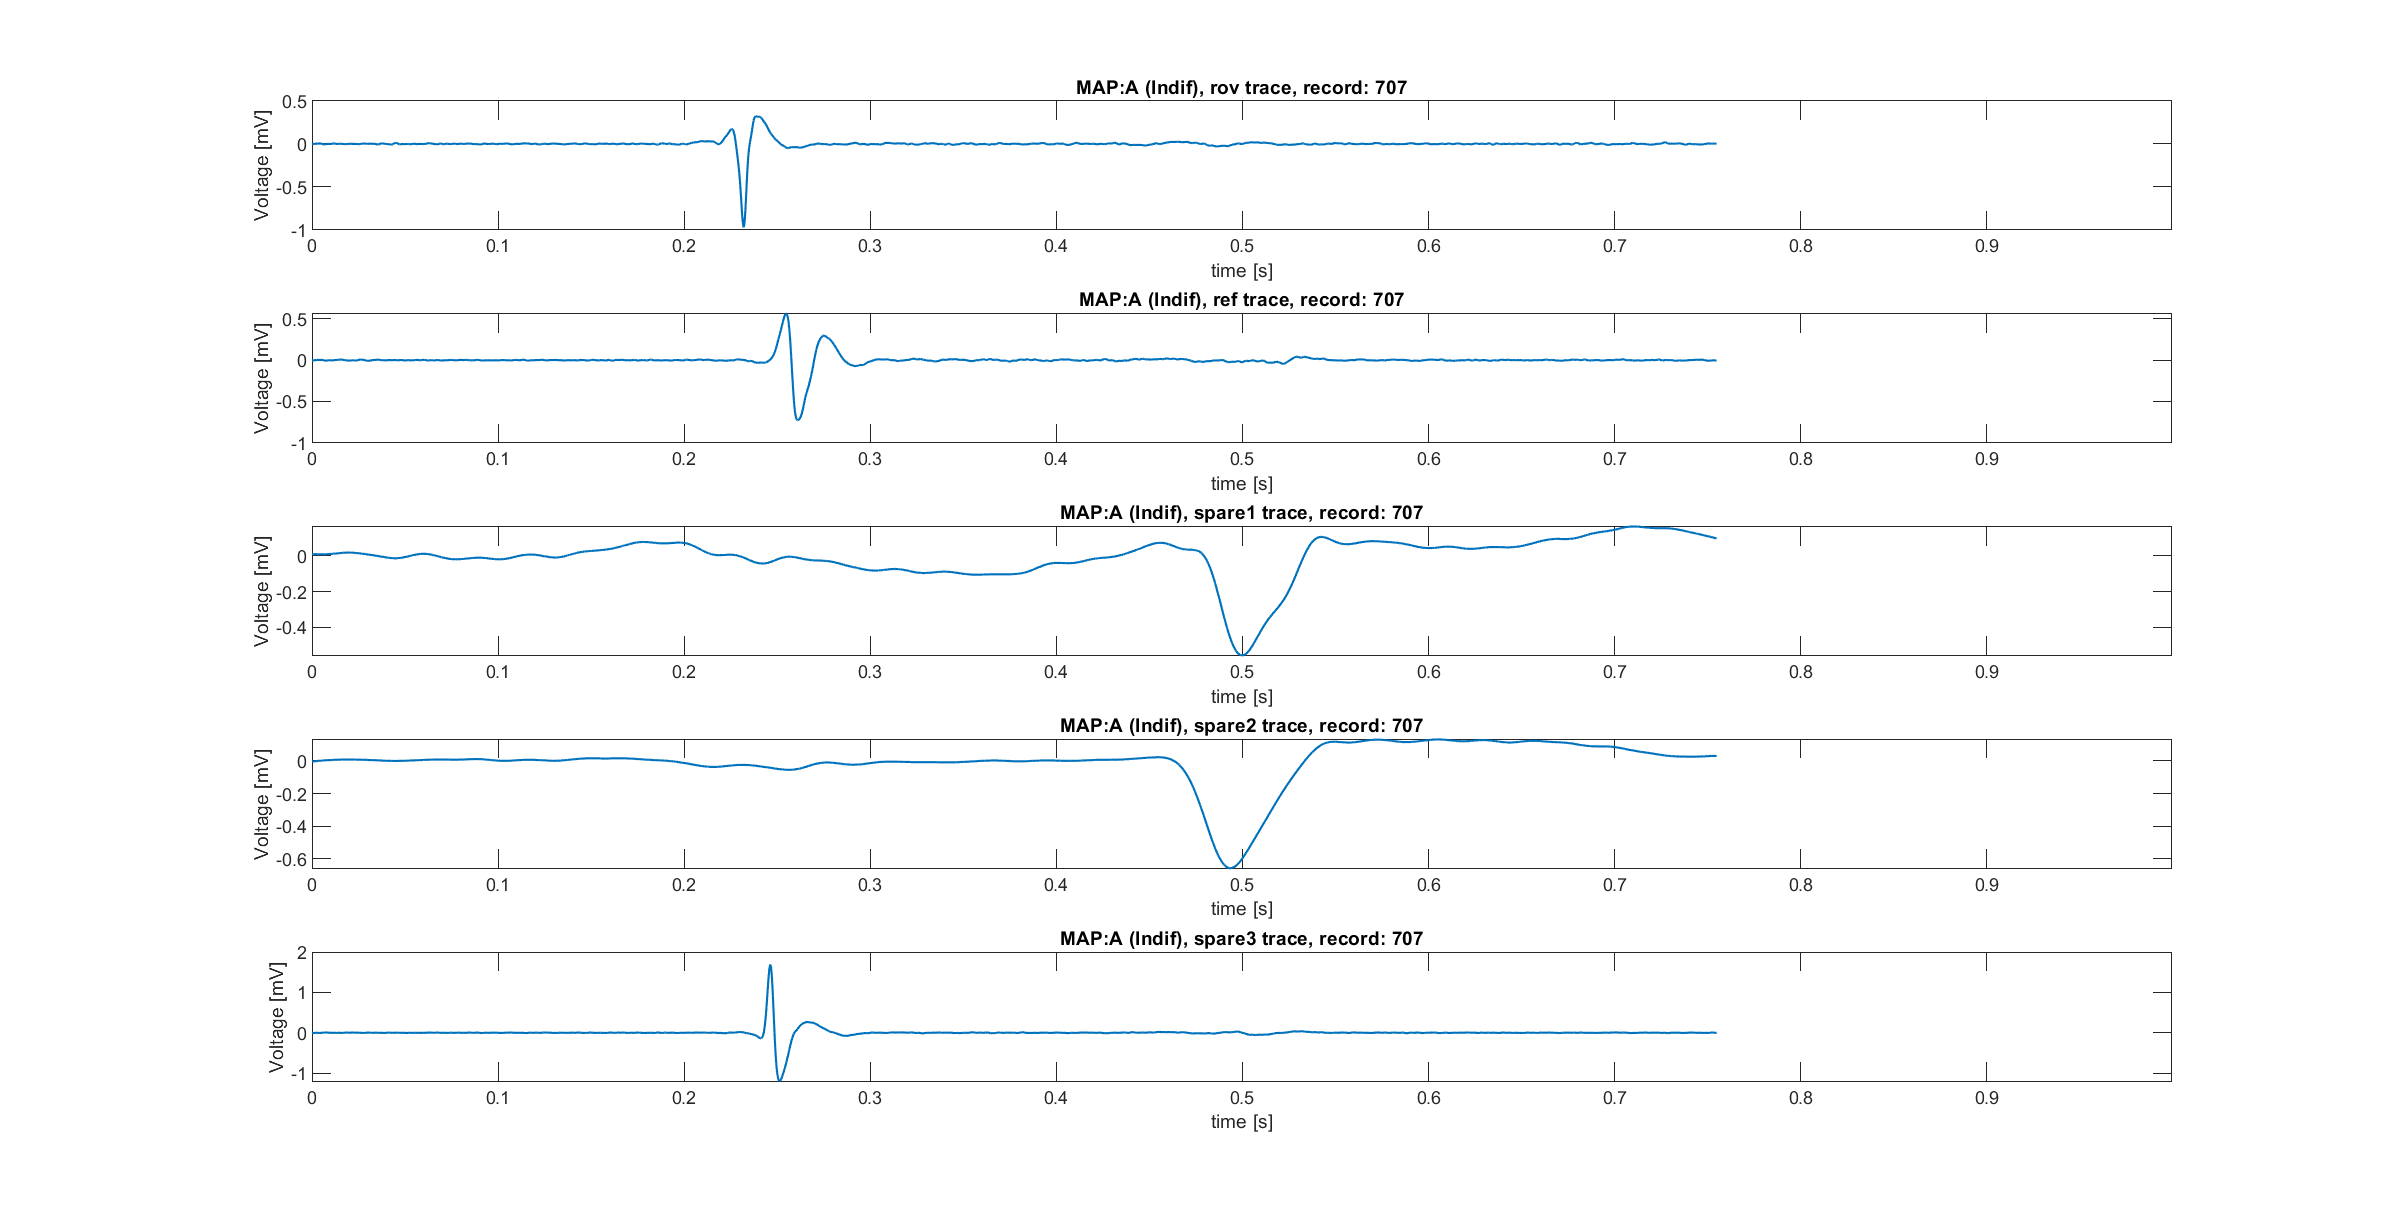 MAP:A (Indif), rov trace, record: 707
Voltage [mV]
0.5
0
-0.5
-1
0 0.1 0.2 0.3 0.4 0.5 0.6 0.7 0.8 0.9
time [s]
MAP:A (Indif), ref trace, record: 707
Voltage [mV]
0.5
0
-0.5
-1
0 0.1 0.2 0.3 0.4 0.5 0.6 0.7 0.8 0.9
time [s]
MAP:A (Indif), spare1 trace, record: 707
Voltage [mV]
0
-0.2
-0.4
0 0.1 0.2 0.3 0.4 0.5 0.6 0.7 0.8 0.9
time [s]
MAP:A (Indif), spare2 trace, record: 707
Voltage [mV]
0
-0.2
-0.4
-0.6
0 0.1 0.2 0.3 0.4 0.5 0.6 0.7 0.8 0.9
time [s]
MAP:A (Indif), spare3 trace, record: 707
Voltage [mV]
2
1
0
-1
0 0.1 0.2 0.3 0.4 0.5 0.6 0.7 0.8 0.9
time [s]